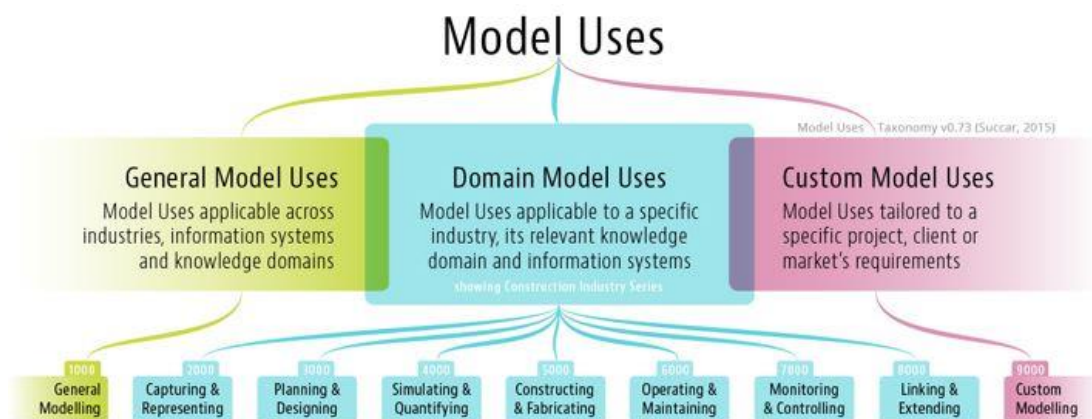 Model Uses
Model Uses Taxonomy v0.73 (Succar, 2015)
General Model Uses
Model Uses applicable across
industries, information systems
and knowledge domains
Domain Model Uses
Model Uses applicable to a specific
industry, its relevant knowledge
domain and information systems
showing Construction Industry Series
Custom Model Uses
Model Uses tailored to a
specific project, client or
market's requirements
1000
General
Modelling
2000
Capturing &
Representing
3000
Planning &
Designing
4000
Simulating &
Quantifying
5000
Constructing
& Fabricating
6000
Operating &
Maintaining
7000
Monitoring
& Controlling
8000
Linking &
Extending
9000
Custom
Modelling